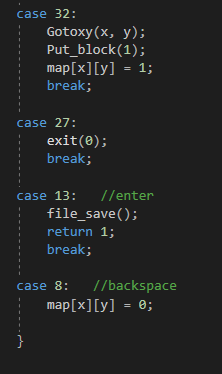 case 32:
Gotoxy(x, y);
Put_block(1);
map[x][y] = 1;
break;
case 27:
exit(0);
break;
case 13: //enter
file_save();
return 1;
break;
case 8: //backspace
map[x][y] = 0;
}